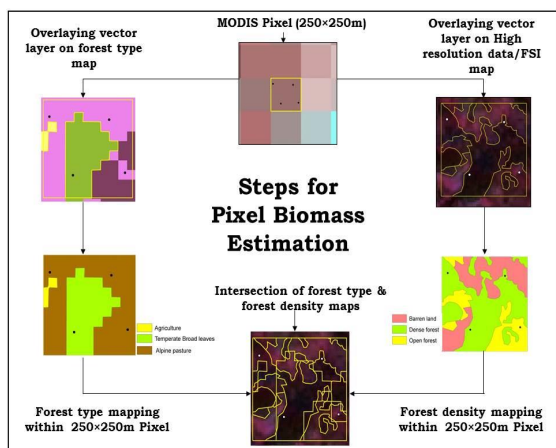 Overlaying vector
layer on forest type
map
MODIS Pixel (250×250m)
Overlaying vector
layer on High
resolution data/FSI
map
Steps for
Pixel Biomass
Estimation
Agriculture
Temperate Broad leaves
Alpine pasture
Intersection of forest type &
forest density maps
Barren land
Dense forest
Open forest
Forest type mapping
within 250×250m Pixel
Forest density mapping
within 250×250m Pixel